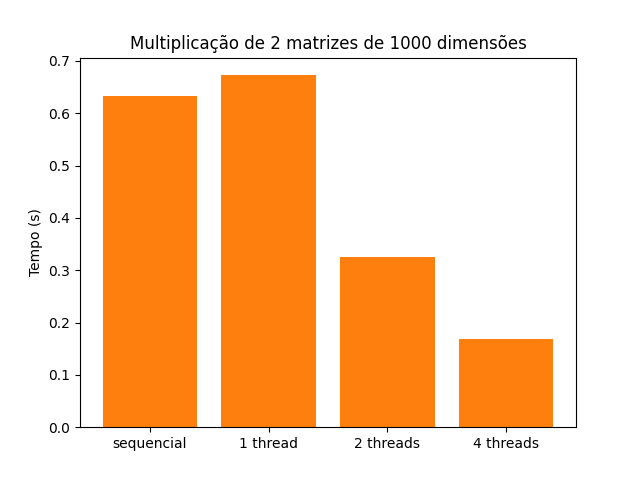 Multiplicação de 2 matrizes de 1000 dimensões
Tempo (s)
0.7
0.6
0.5
0.4
0.3
0.2
0.1
0.0
sequencial
1 thread
2 threads
4 threads